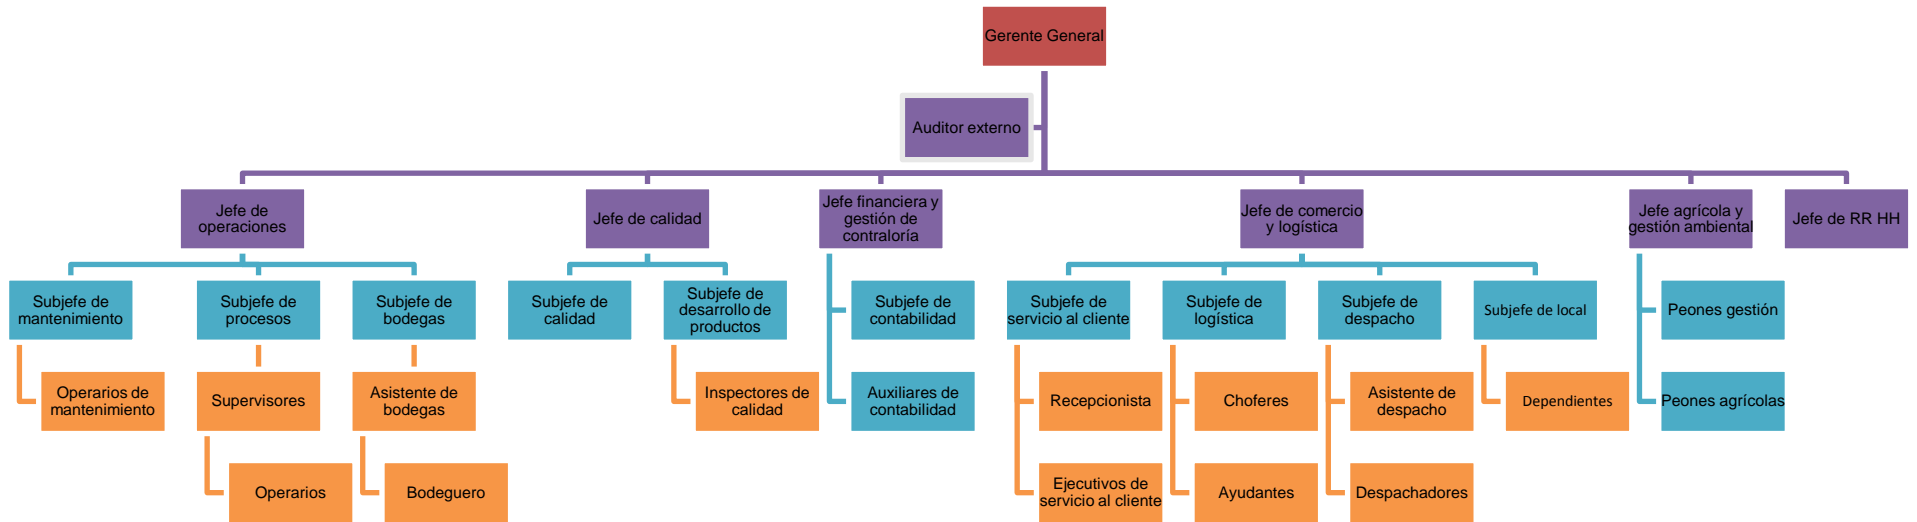 Gerente General
Auditor externo
Jefe de
operaciones
Jefe de calidad
Jefe financiera y
gestión de
contraloría
Jefe de comercio
y logística
Jefe agrícola y
gestión ambiental
Jefe de RR HH
Subjefe de
mantenimiento
Subjefe de
procesos
Subjefe de
bodegas
Subjefe de
calidad
Subjefe de
desarrollo de
productos
Subjefe de
contabilidad
Subjefe de
servicio al cliente
Subjefe de
logística
Subjefe de
despacho
Subjefe de local
Peones gestión
Operarios de
mantenimiento
Supervisores
Asistente de
bodegas
Inspectores de
calidad
Auxiliares de
contabilidad
Recepcionista
Choferes
Asistente de
despacho
Dependientes
Peones agrícolas
Operarios
Bodeguero
Ejecutivos de
servicio al cliente
Ayudantes
Despachadores